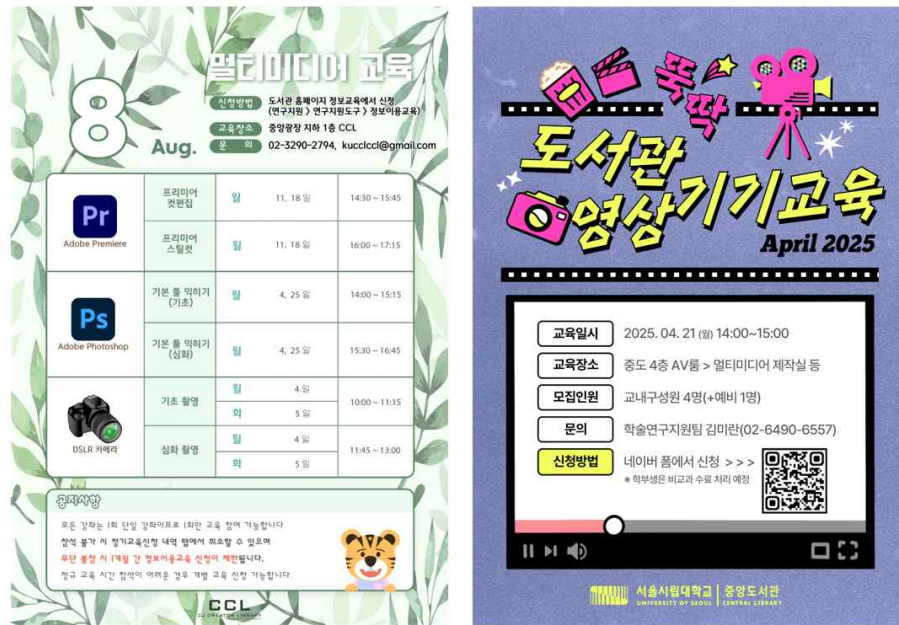 8
Aug.
멀티미디어 교육
신청방법 도서관 홈페이지 정보교육에서 신청
(연구지원 > 연구지원도구 > 정보이용교육)
교육장소 중앙광장 지하 1층 CCL
문 의 02-3290-2794, kucclccl@gmail.com
Pr
Adobe Premiere
프리미어
컷편집
월 11, 18 일 14:30 ~ 15:45
프리미어
스틸컷
월 11, 18 일 16:00 ~ 17:15
Ps
Adobe Photoshop
기본 툴 익히기
(기초)
월 4, 25 일 14:00 ~ 15:15
기본 툴 익히기
(심화)
월 4, 25 일 15:30 ~ 16:45
DSLR 카메라
기초 촬영
월 4 일
화 5 일
10:00 ~ 11:15
심화 촬영
월 4 일
화 5 일
11:45 ~ 13:00
공지사항
모든 강좌는 1회 단일 강좌이므로 1회만 교육 참여 가능합니다
참석 불가 시 정기교육신청 내역 탭에서 취소할 수 있으며
무단 불참 시 1개월 간 정보이용교육 신청이 제한됩니다.
정규 교육 시간 참석이 어려운 경우 개별 교육 신청 가능합니다
CCL
CJ CREATOR LIBRARY
뚝딱
도서관
영상기기교육
April 2025
교육일시 2025. 04. 21 (월) 14:00~15:00
교육장소 중도 4층 AV룸 > 멀티미디어 제작실 등
모집인원 교내구성원 4명(+예비 1명)
문의 학술연구지원팀 김미란(02-6490-6557)
신청방법 네이버 폼에서 신청 > > >
* 학부생은 비교과 수료 처리 예정
서울시립대학교 중앙도서관
UNIVERSITY OF SEOUL CENTRAL LIBRARY